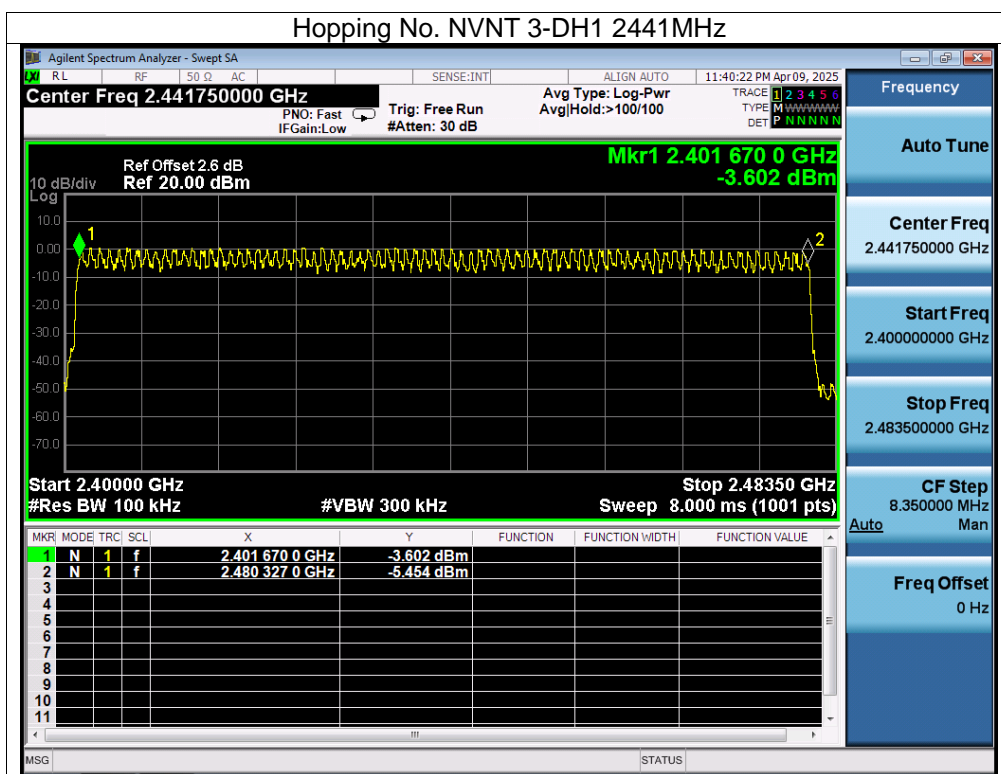 Hopping No. NVNT 3-DH1 2441MHz
Agilent Spectrum Analyzer - Swept SA
LXI RL RF 50 Ω AC SENSE:INT ALIGN AUTO 11:40:22 PM Apr 09, 2025
Center Freq 2.441750000 GHz
PNO: Fast
IFGain:Low
Trig: Free Run
#Atten: 30 dB
Avg Type: Log-Pwr
Avg|Hold:>100/100
TRACE 1 2 3 4 5 6
TYPE M WWWWW
DET P N N N N N
Ref Offset 2.6 dB
10 dB/div Ref 20.00 dBm
Log
Mkr1 2.401 670 0 GHz
-3.602 dBm
10.0
0.00
-10.0
-20.0
-30.0
-40.0
-50.0
-60.0
-70.0
1
2
Start 2.40000 GHz Stop 2.48350 GHz
#Res BW 100 kHz #VBW 300 kHz Sweep 8.000 ms (1001 pts)
MKR MODE TRC SCL X Y FUNCTION FUNCTION WIDTH FUNCTION VALUE
1 N 1 f 2.401 670 0 GHz -3.602 dBm
2 N 1 f 2.480 327 0 GHz -5.454 dBm
3
4
5
6
7
8
9
10
11
MSG STATUS
Frequency
Auto Tune
Center Freq
2.441750000 GHz
Start Freq
2.400000000 GHz
Stop Freq
2.483500000 GHz
CF Step
8.350000 MHz
Auto Man
Freq Offset
0 Hz